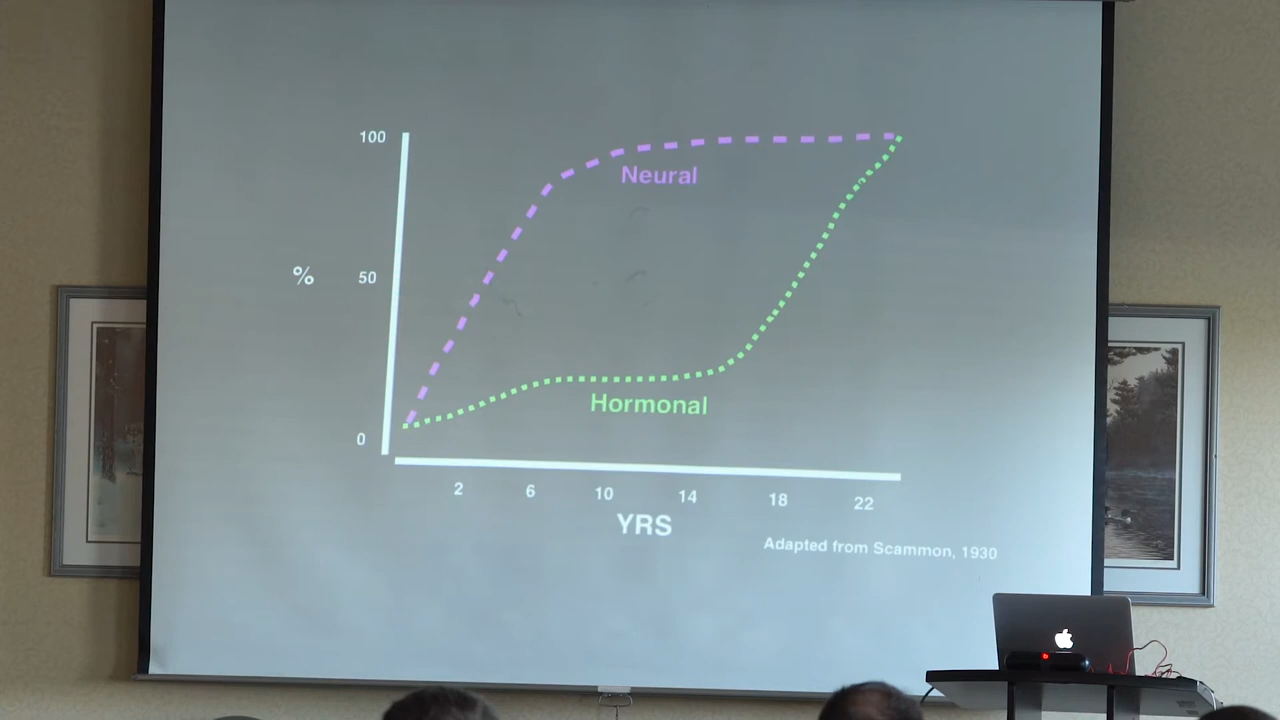 100
Neural
%
50
Hormonal
0
2 6 10 14 18 22
YRS
Adapted from Scammon, 1930